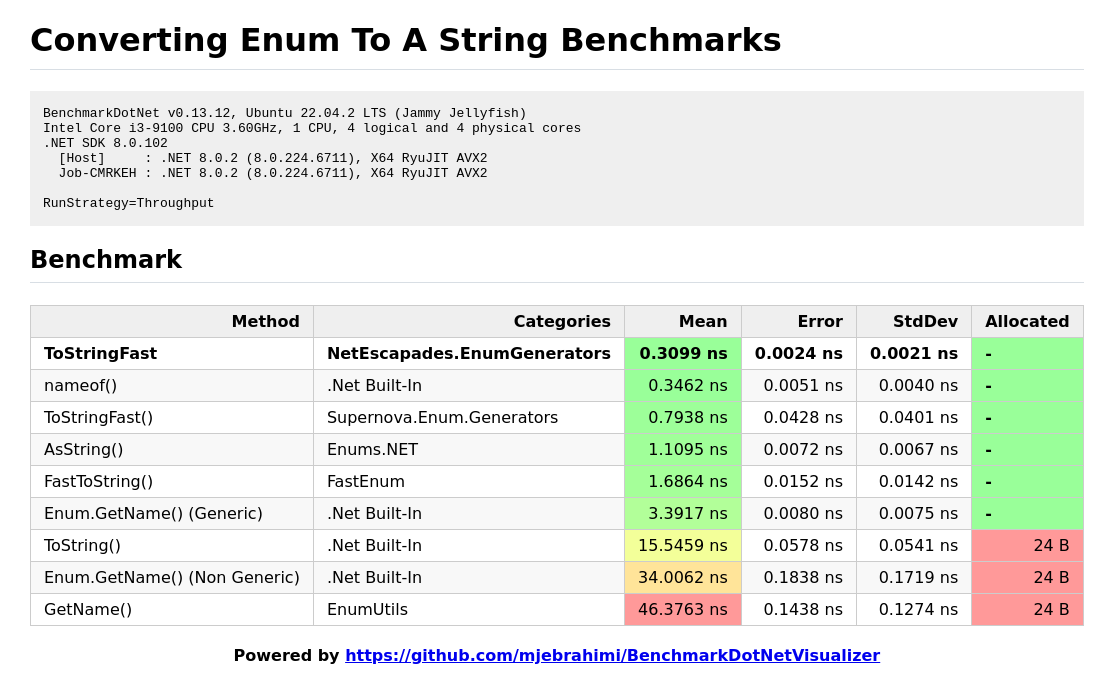 Converting Enum To A String Benchmarks
BenchmarkDotNet v0.13.12, Ubuntu 22.04.2 LTS (Jammy Jellyfish)
Intel Core i3-9100 CPU 3.60GHz, 1 CPU, 4 logical and 4 physical cores
.NET SDK 8.0.102
[Host]     : .NET 8.0.2 (8.0.224.6711), X64 RyuJIT AVX2
Job-CMRKEH : .NET 8.0.2 (8.0.224.6711), X64 RyuJIT AVX2
RunStrategy=Throughput
Benchmark
Method Categories Mean Error StdDev Allocated
ToStringFast NetEscapades.EnumGenerators 0.3099 ns 0.0024 ns 0.0021 ns -
nameof() .Net Built-In 0.3462 ns 0.0051 ns 0.0040 ns -
ToStringFast() Supernova.Enum.Generators 0.7938 ns 0.0428 ns 0.0401 ns -
AsString() Enums.NET 1.1095 ns 0.0072 ns 0.0067 ns -
FastToString() FastEnum 1.6864 ns 0.0152 ns 0.0142 ns -
Enum.GetName() (Generic) .Net Built-In 3.3917 ns 0.0080 ns 0.0075 ns -
ToString() .Net Built-In 15.5459 ns 0.0578 ns 0.0541 ns 24 B
Enum.GetName() (Non Generic) .Net Built-In 34.0062 ns 0.1838 ns 0.1719 ns 24 B
GetName() EnumUtils 46.3763 ns 0.1438 ns 0.1274 ns 24 B
Powered by https://github.com/mjebrahimi/BenchmarkDotNetVisualizer